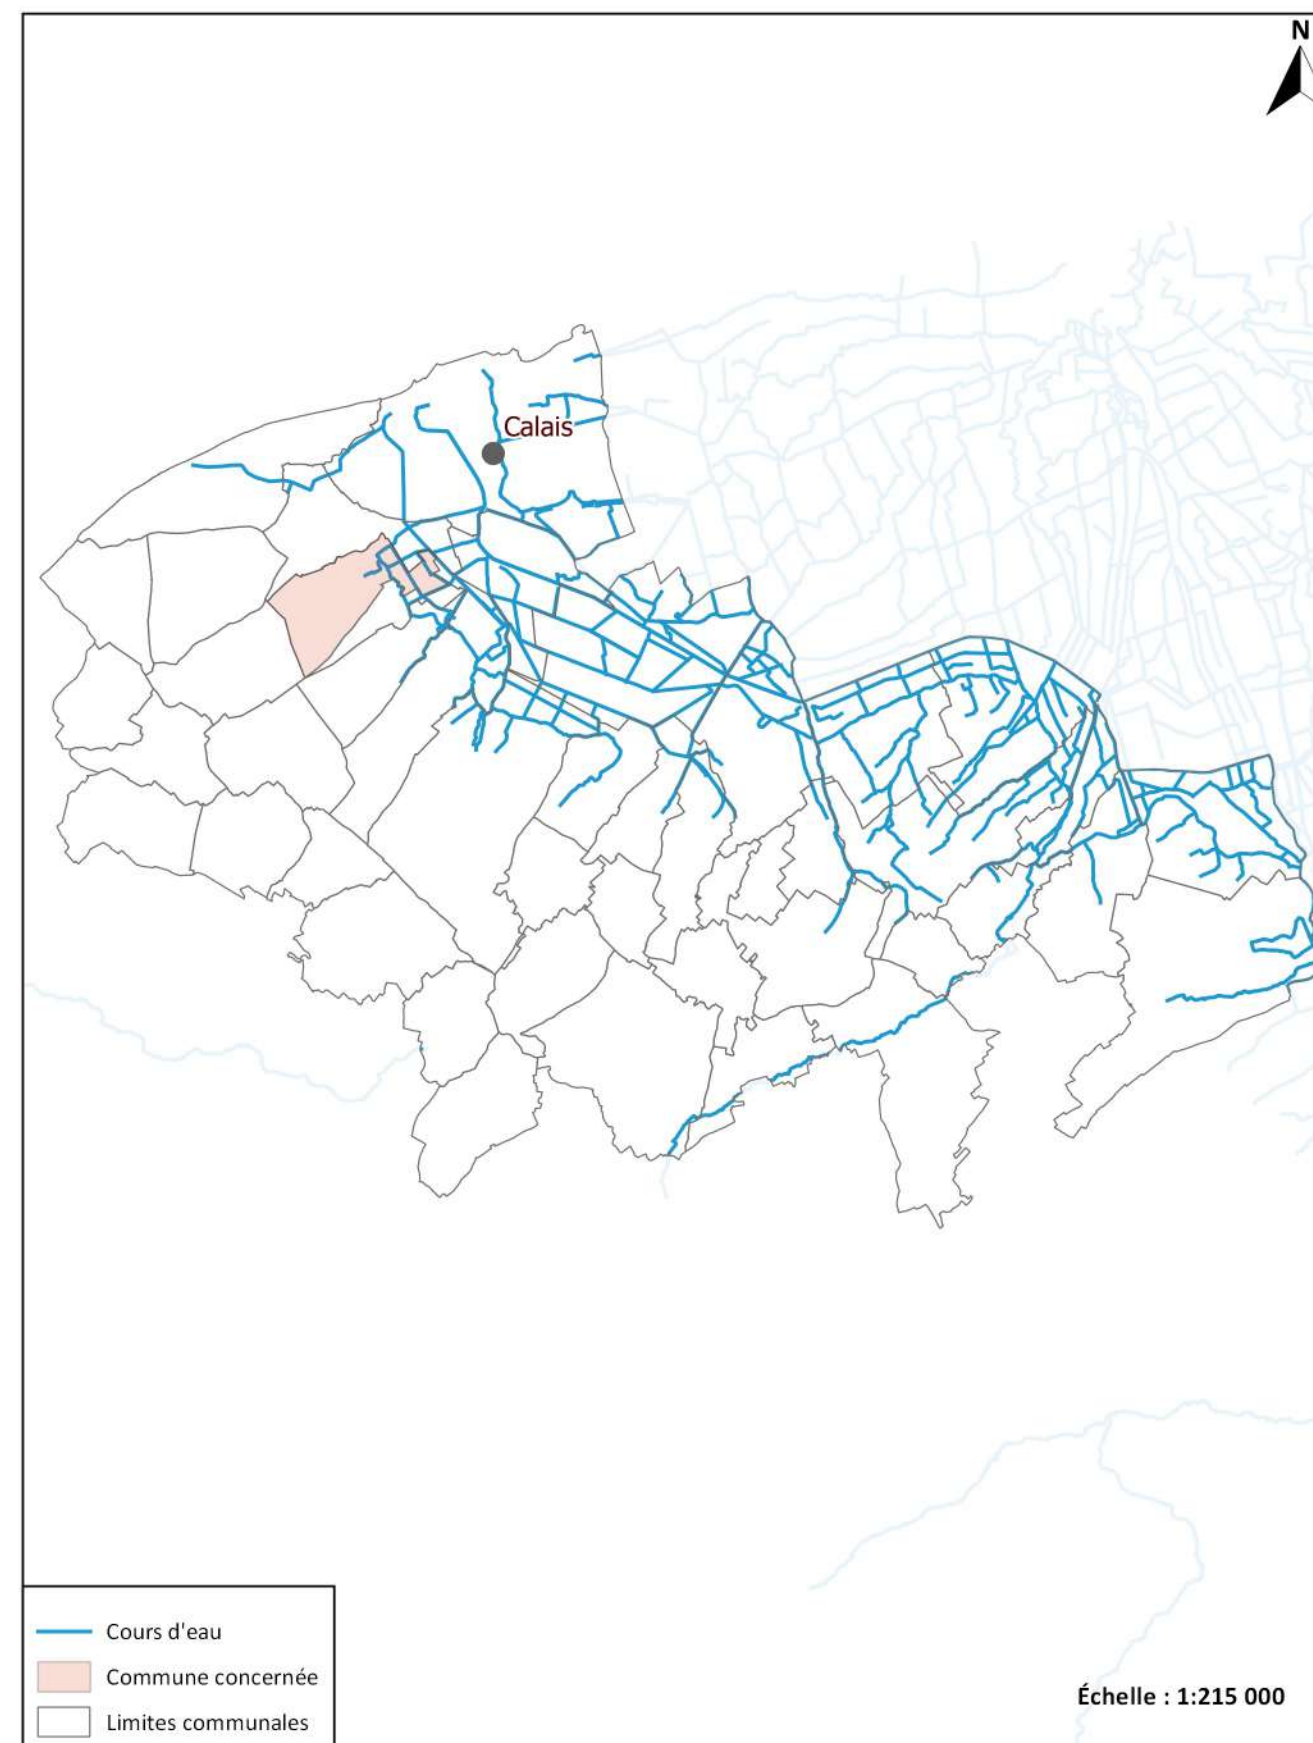 N
Calais
Cours d'eau
Commune concernée
Limites communales
Échelle : 1:215 000